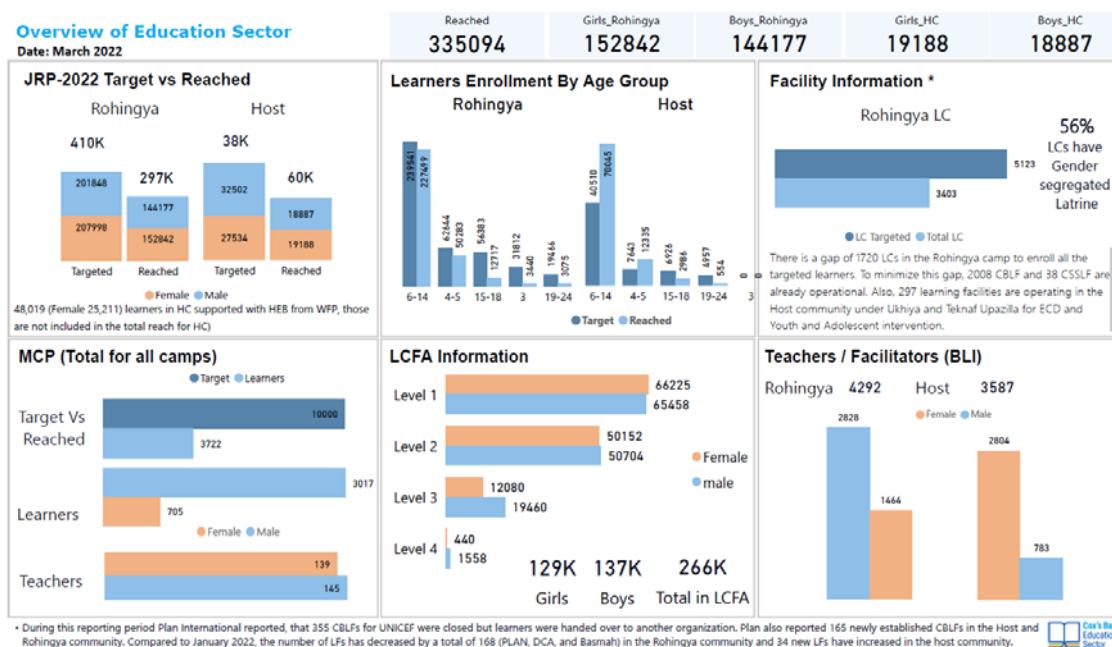 Overview of Education Sector
Date: March 2022
Reached
335094
Girls_Rohingya
152842
Boys_Rohingya
144177
Girls_HC
19188
Boys_HC
18887
JRP-2022 Target vs Reached
Rohingya
Host
410K
38K
297K
60K
201848
144177
32502
18887
207998
152842
27534
19188
Targeted
Reached
Targeted
Reached
Female Male
48,019 (Female 25,211) learners in HC supported with HEB from WFP, those
are not included in the total reach for HC)
Learners Enrollment By Age Group
Rohingya
Host
239541
227499
62644
50283
56383
12717
31812
3440
19466
3075
40510
70045
7643
12335
6926
2986
4957
554
6-14
4-5
15-18
3
19-24
6-14
4-5
15-18
19-24
3
Target Reached
Facility Information *
Rohingya LC
5123
3403
56%
LCs have
Gender
segregated
Latrine
LC Targeted Total LC
There is a gap of 1720 LCs in the Rohingya camp to enroll all the
targeted learners. To minimize this gap, 2008 CBLF and 38 CSSLF are
already operational. Also, 297 learning facilities are operating in the
Host community under Ukhiya and Teknaf Upazilla for ECD and
Youth and Adolescent intervention.
MCP (Total for all camps)
Target Learners
Target Vs
Reached
10000
3722
Learners
3017
705
Female Male
Teachers
139
145
LCFA Information
Level 1
66225
65458
Level 2
50152
50704
Level 3
12080
19460
Level 4
440
1558
Female
male
129K
137K
266K
Girls
Boys
Total in LCFA
Teachers / Facilitators (BLI)
Rohingya 4292 Host 3587
Female Male
2828
1464
2804
783
• During this reporting period Plan International reported, that 355 CBLFs for UNICEF were closed but learners were handed over to another organization. Plan also reported 165 newly established CBLFs in the Host and
Rohingya community. Compared to January 2022, the number of LFs has decreased by a total of 168 (PLAN, DCA, and Basmah) in the Rohingya community and 34 new LFs have increased in the host community.
Cox's Ba
Education
Sector